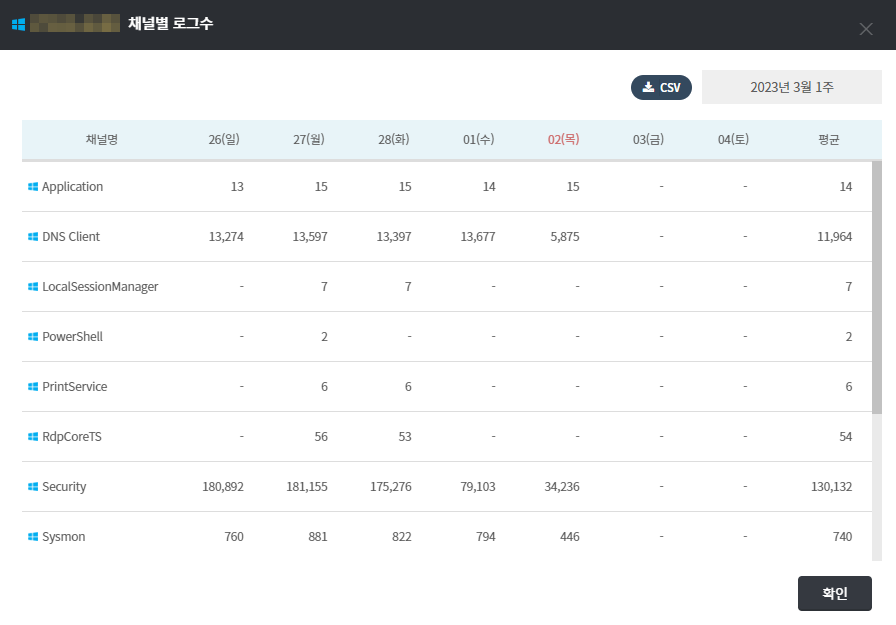 채널별 로그수
CSV 2023년 3월 1주
채널명 26(일) 27(월) 28(화) 01(수) 02(목) 03(금) 04(토) 평균
Application 13 15 15 14 15 - - 14
DNS Client 13,274 13,597 13,397 13,677 5,875 - - 11,964
LocalSessionManager - 7 7 - - - - 7
PowerShell - 2 - - - - - 2
PrintService - 6 6 - - - - 6
RdpCoreTS - 56 53 - - - - 54
Security 180,892 181,155 175,276 79,103 34,236 - - 130,132
Sysmon 760 881 822 794 446 - - 740
확인